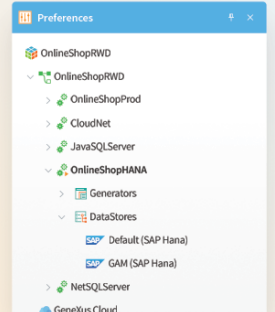 Preferences
OnlineShopRWD
OnlineShopRWD
OnlineShopProd
CloudNet
JavaSQLServer
OnlineShopHANA
Generators
DataStores
SAP Default (SAP Hana)
SAP GAM (SAP Hana)
NetSQLServer
GeneXus Cloud